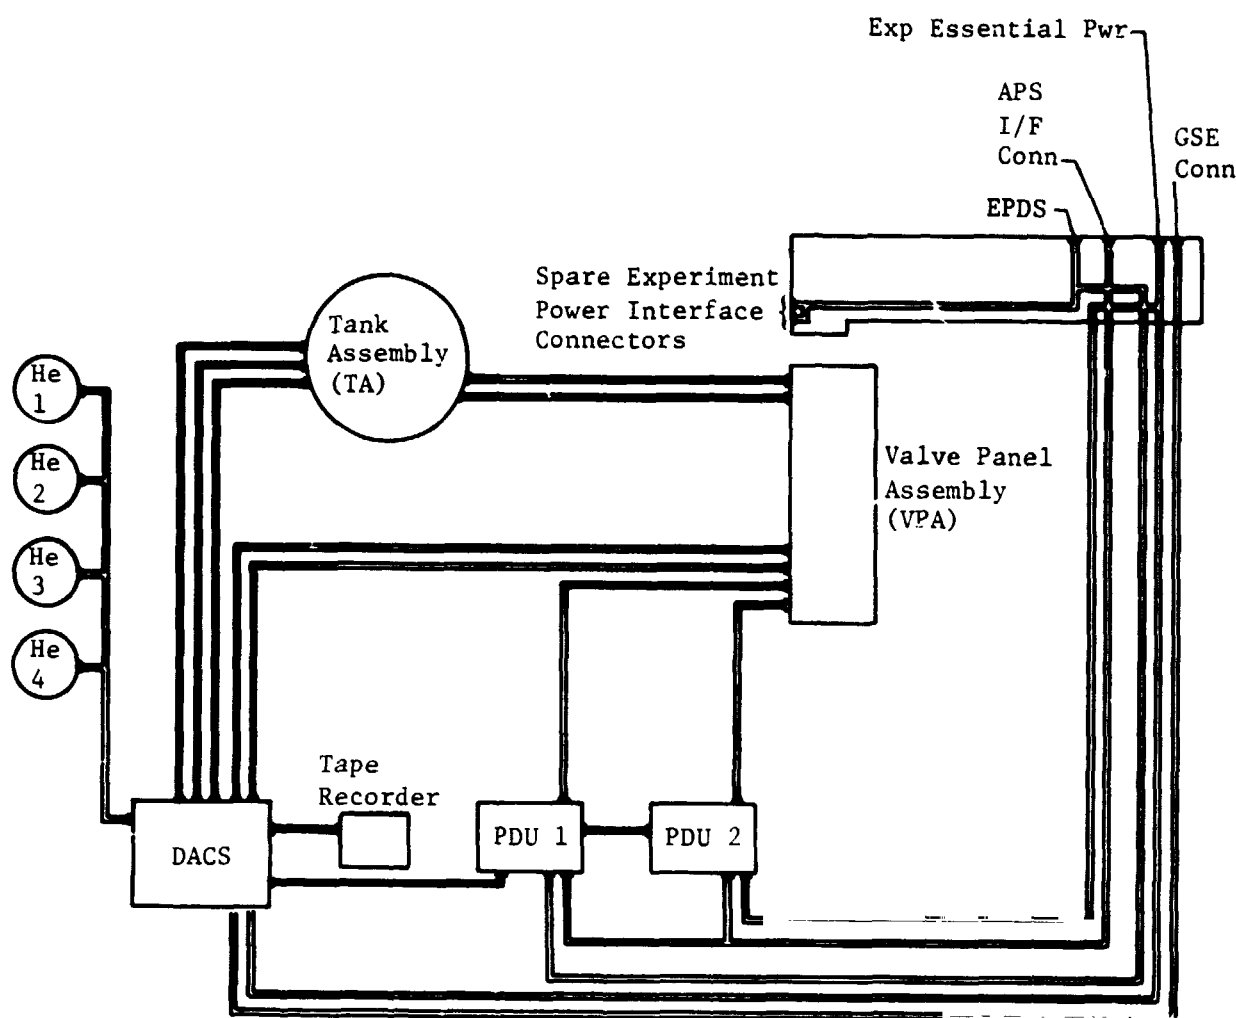 Exp Essential Pwr
APS
I/F
Conn
GSE
Conn
EPDS
Spare Experiment
Power Interface
Connectors
Tank
Assembly
(TA)
He
1
He
2
He
3
He
4
Valve Panel
Assembly
(VPA)
Tape
Recorder
DACS
PDU 1
PDU 2